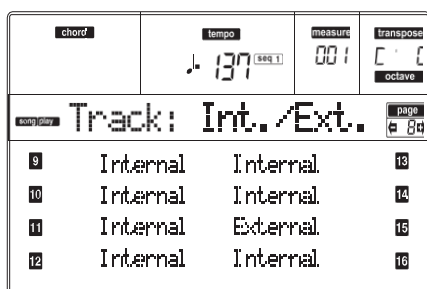 chord tempo measure transpose
137 seq 1 001
octave
song play Track: Int./Ext. page
8
9 Internal Internal 13
10 Internal Internal 14
11 Internal External 15
12 Internal Internal 16